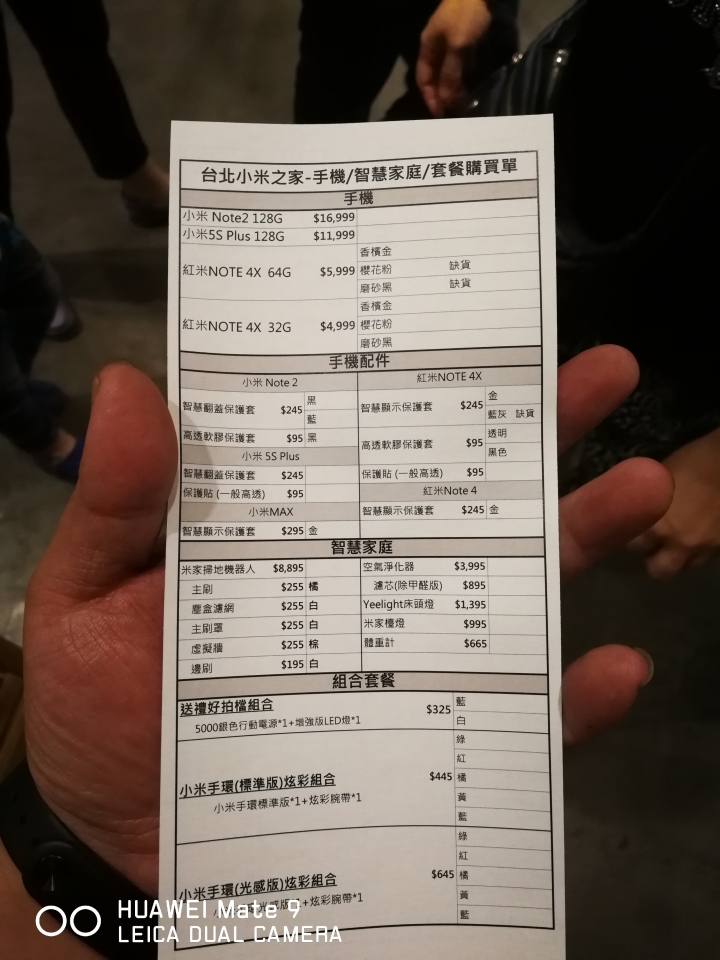 台北小米之家-手機/智慧家庭/套餐購買單
手機
小米 Note2 128G $16,999
小米5S Plus 128G $11,999
紅米NOTE 4X 64G $5,999
香檳金
櫻花粉 缺貨
磨砂黑 缺貨
紅米NOTE 4X 32G $4,999
香檳金
櫻花粉
磨砂黑
手機配件
小米 Note 2
智慧翻蓋保護套 $245
黑
藍
高透軟膠保護套 $95 黑
小米 5S Plus
智慧翻蓋保護套 $245
保護貼 (一般高透) $95
小米MAX
智慧顯示保護套 $295 金
紅米NOTE 4X
智慧顯示保護套 $245
金
藍灰 缺貨
高透軟膠保護套 $95
透明
黑色
保護貼 (一般高透) $95
紅米Note 4
智慧顯示保護套 $245 金
智慧家庭
米家掃地機器人 $8,895
主刷 $255 橘
塵盒濾網 $255 白
主刷罩 $255 白
虛擬牆 $255 棕
邊刷 $195 白
空氣淨化器 $3,995
濾芯(除甲醛版) $895
Yeelight床頭燈 $1,395
米家檯燈 $995
體重計 $665
組合套餐
送禮好拍檔組合
5000銀色行動電源*1+增強版LED燈*1
$325
藍
白
小米手環(標準版)炫彩組合
小米手環標準版*1+炫彩腕帶*1
$445
綠
紅
橘
黃
藍
小米手環(光感版)炫彩組合
光感版*1+炫彩腕帶*1
$645
綠
紅
橘
黃
藍
HUAWEI Mate 9
LEICA DUAL CAMERA